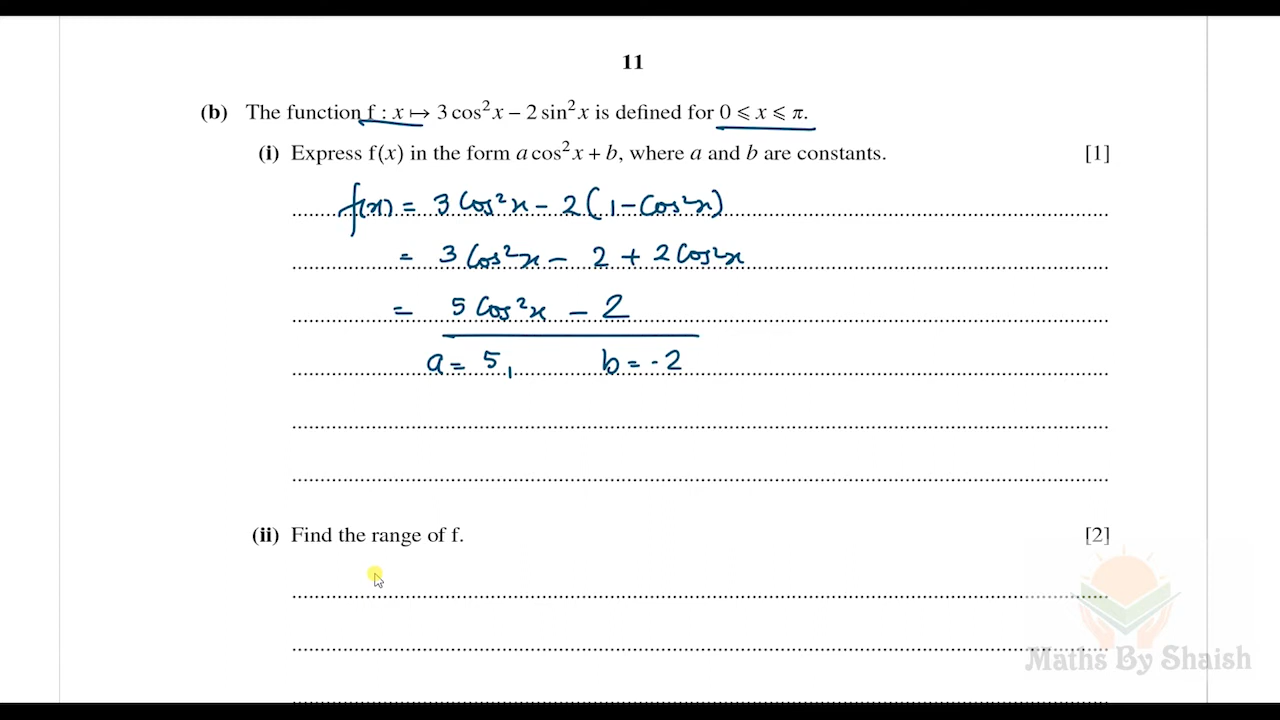 11
(b) The function f : x ↦ 3 cos²x – 2 sin²x is defined for 0 ⩽ x ⩽ π.
(i) Express f(x) in the form a cos²x + b, where a and b are constants. [1]
f(x) = 3 Cos²x – 2 ( 1 – Cos²x)
= 3 Cos²x – 2 + 2 Cos²x
= 5 Cos²x – 2
a = 5, b = -2
(ii) Find the range of f. [2]
Maths By Shaish